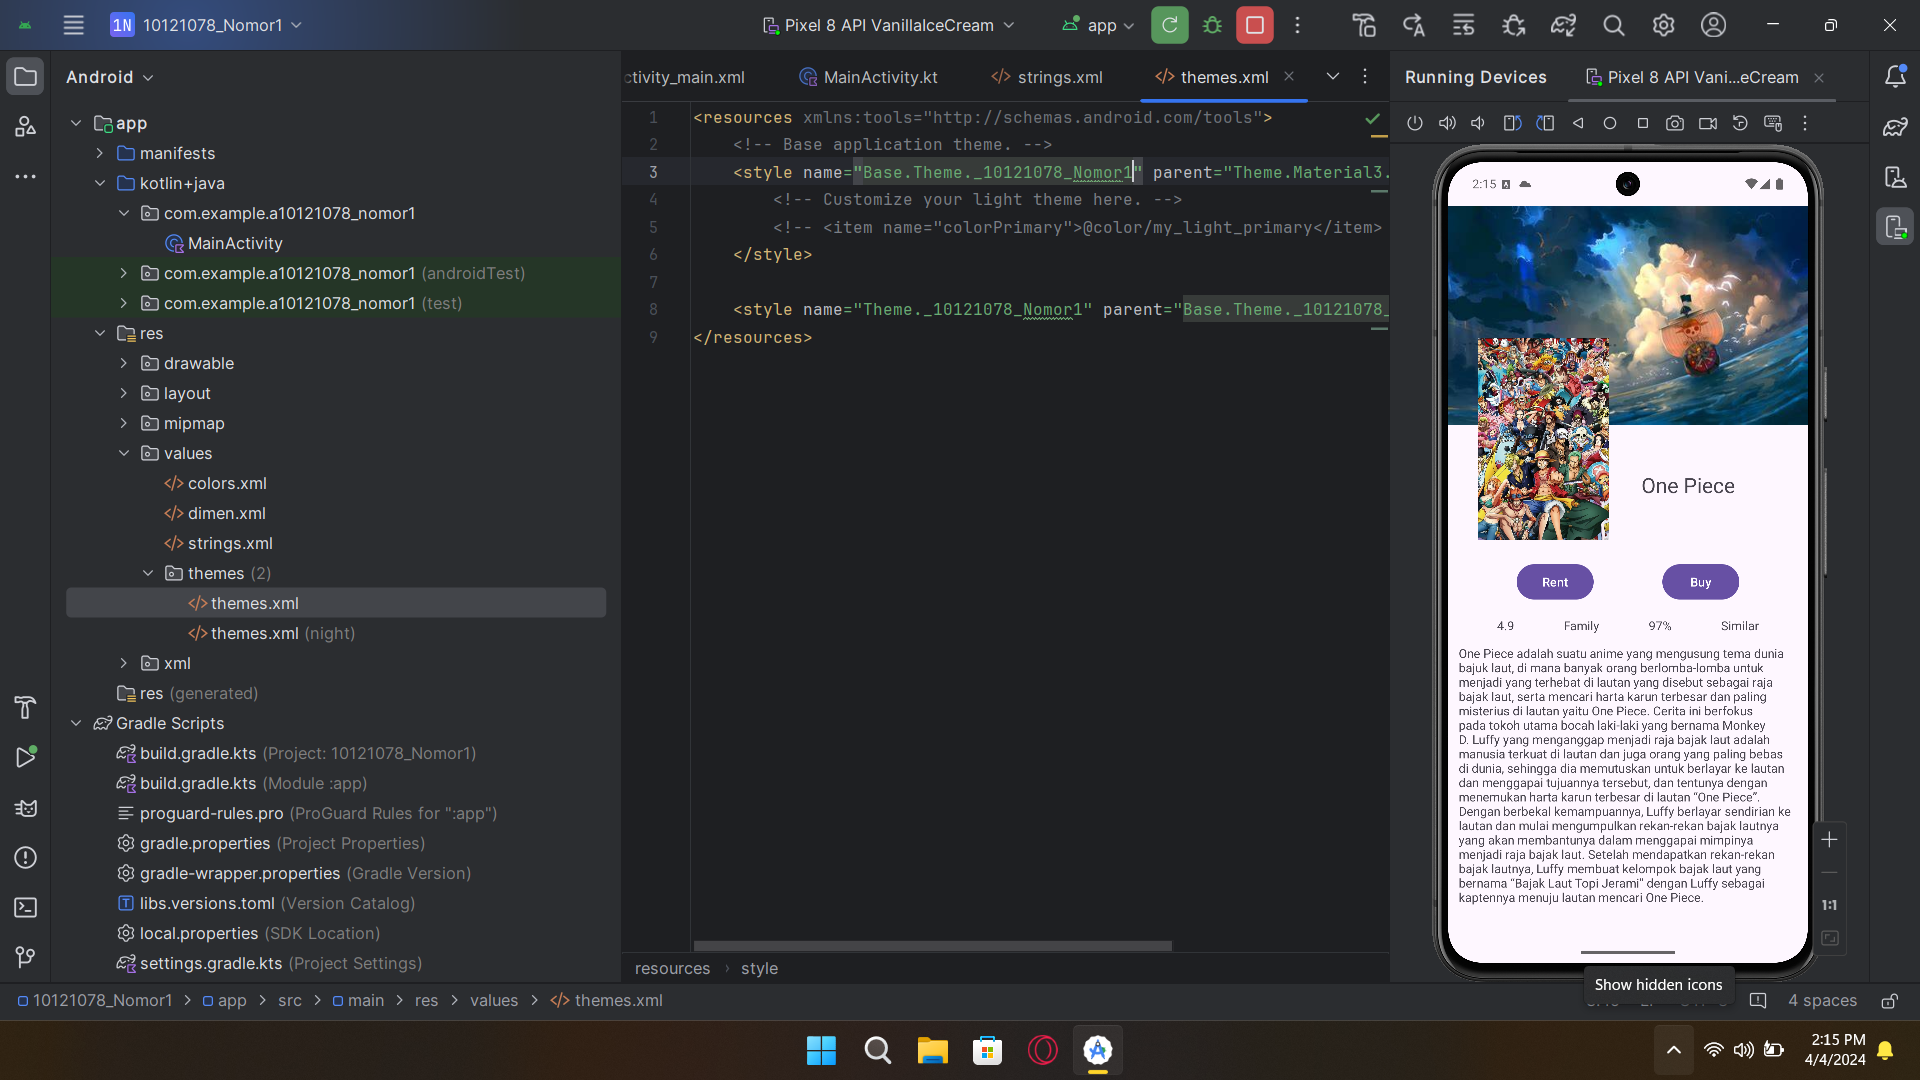 1N 10121078_Nomor1
Pixel 8 API VanillaIceCream
app
Android
app
manifests
kotlin+java
com.example.a10121078_nomor1
MainActivity
com.example.a10121078_nomor1 (androidTest)
com.example.a10121078_nomor1 (test)
res
drawable
layout
mipmap
values
colors.xml
dimen.xml
strings.xml
themes (2)
themes.xml
themes.xml (night)
xml
res (generated)
Gradle Scripts
build.gradle.kts (Project: 10121078_Nomor1)
build.gradle.kts (Module :app)
proguard-rules.pro (ProGuard Rules for ":app")
gradle.properties (Project Properties)
gradle-wrapper.properties (Gradle Version)
libs.versions.toml (Version Catalog)
local.properties (SDK Location)
settings.gradle.kts (Project Settings)
ctivity_main.xml MainActivity.kt strings.xml themes.xml
1 <resources xmlns:tools="http://schemas.android.com/tools">
2 <!-- Base application theme. -->
3 <style name="Base.Theme._10121078_Nomor1" parent="Theme.Material3.
4 <!-- Customize your light theme here. -->
5 <!-- <item name="colorPrimary">@color/my_light_primary</item>
6 </style>
7
8 <style name="Theme._10121078_Nomor1" parent="Base.Theme._10121078_
9 </resources>
resources › style
Running Devices Pixel 8 API Vani...eCream
2:15
One Piece
Rent Buy
4.9 Family 97% Similar
One Piece adalah suatu anime yang mengusung tema dunia
bajuk laut, di mana banyak orang berlomba-lomba untuk
menjadi yang terhebat di lautan yang disebut sebagai raja
bajak laut, serta mencari harta karun terbesar dan paling
misterius di lautan yaitu One Piece. Cerita ini berfokus
pada tokoh utama bocah laki-laki yang bernama Monkey
D. Luffy yang menganggap menjadi raja bajak laut adalah
manusia terkuat di lautan dan juga orang yang paling bebas
di dunia, sehingga dia memutuskan untuk berlayar ke lautan
dan menggapai tujuannya tersebut, dan tentunya dengan
menemukan harta karun terbesar di lautan “One Piece”.
Dengan berbekal kemampuannya, Luffy berlayar sendirian ke
lautan dan mulai mengumpulkan rekan-rekan bajak lautnya
yang akan membantunya dalam menggapai mimpinya
menjadi raja bajak laut. Setelah mendapatkan rekan-rekan
bajak lautnya, Luffy membuat kelompok bajak laut yang
bernama “Bajak Laut Topi Jerami” dengan Luffy sebagai
kaptennya menuju lautan mencari One Piece.
1:1
Show hidden icons
10121078_Nomor1 > app > src > main > res > values > themes.xml
4 spaces
2:15 PM
4/4/2024